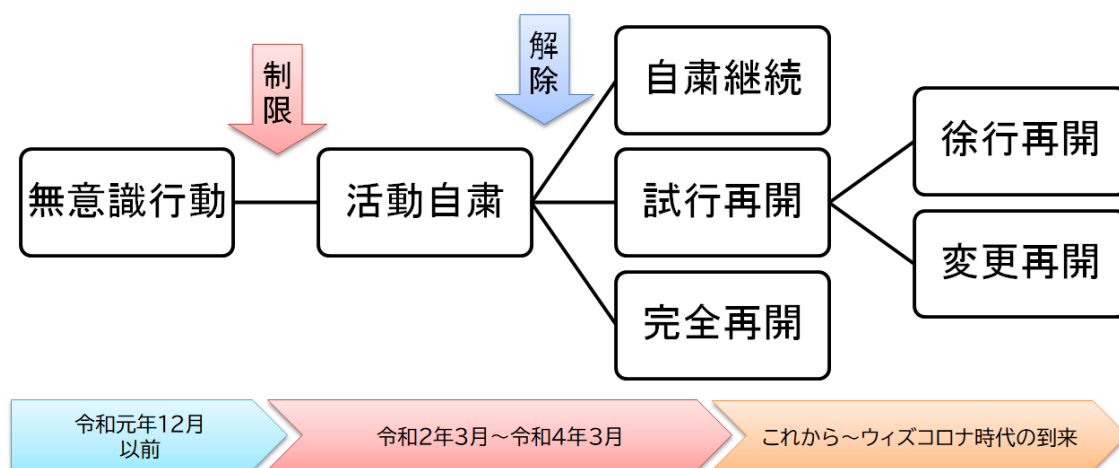 制
限
解
除
無意識行動
活動自粛
自粛継続
試行再開
完全再開
徐行再開
変更再開
令和元年12月
以前
令和2年3月～令和4年3月
これから～ウィズコロナ時代の到来